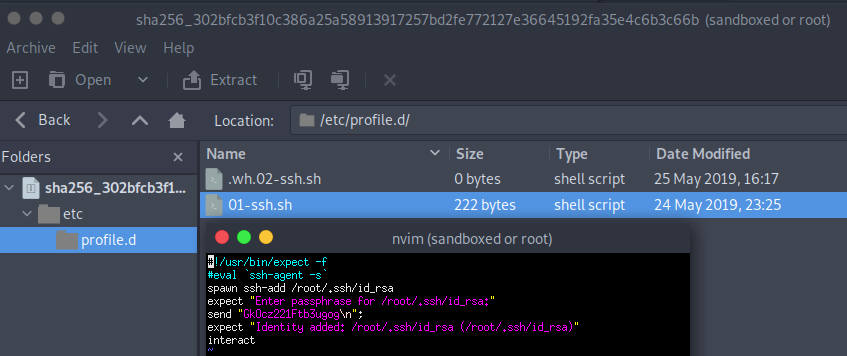 sha256_302bfcb3f10c386a25a58913917257bd2fe772127e36645192fa35e4c6b3c66b (sandboxed or root)
Archive Edit View Help
Open Extract
Back Location: /etc/profile.d/
Folders
Name Size Type Date Modified
sha256_302bfcb3f1...
etc
profile.d
.wh.02-ssh.sh 0 bytes shell script 25 May 2019, 16:17
01-ssh.sh 222 bytes shell script 24 May 2019, 23:25
nvim (sandboxed or root)
#!/usr/bin/expect -f
#eval `ssh-agent -s`
spawn ssh-add /root/.ssh/id_rsa
expect "Enter passphrase for /root/.ssh/id_rsa:"
send "GkOcz221Ftb3ugog\n";
expect "Identity added: /root/.ssh/id_rsa (/root/.ssh/id_rsa)"
interact
~